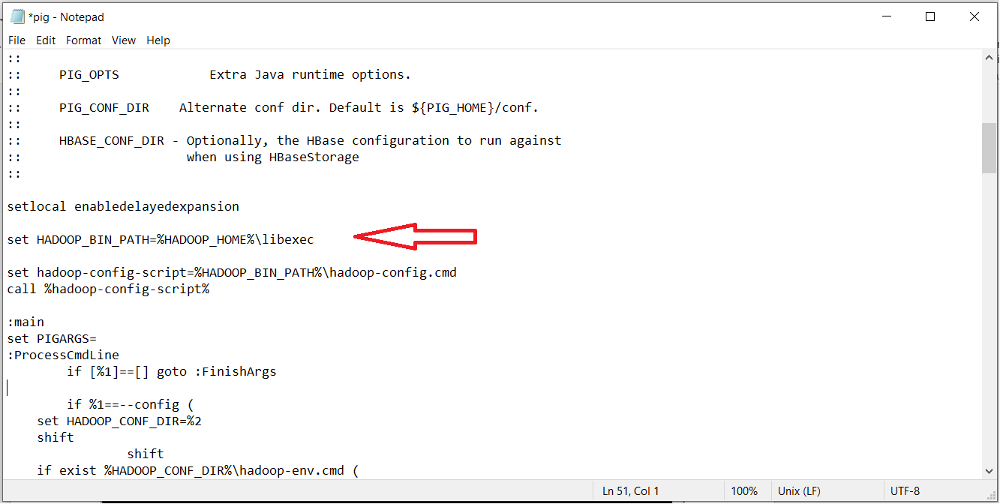 *pig - Notepad
File Edit Format View Help
::
:: PIG_OPTS Extra Java runtime options.
::
:: PIG_CONF_DIR Alternate conf dir. Default is ${PIG_HOME}/conf.
::
:: HBASE_CONF_DIR - Optionally, the HBase configuration to run against
:: when using HBaseStorage
::
setlocal enabledelayedexpansion
set HADOOP_BIN_PATH=%HADOOP_HOME%\libexec
set hadoop-config-script=%HADOOP_BIN_PATH%\hadoop-config.cmd
call %hadoop-config-script%
:main
set PIGARGS=
:ProcessCmdLine
if [%1]==[] goto :FinishArgs
if %1==--config (
set HADOOP_CONF_DIR=%2
shift
shift
if exist %HADOOP_CONF_DIR%\hadoop-env.cmd (
Ln 51, Col 1 100% Unix (LF) UTF-8